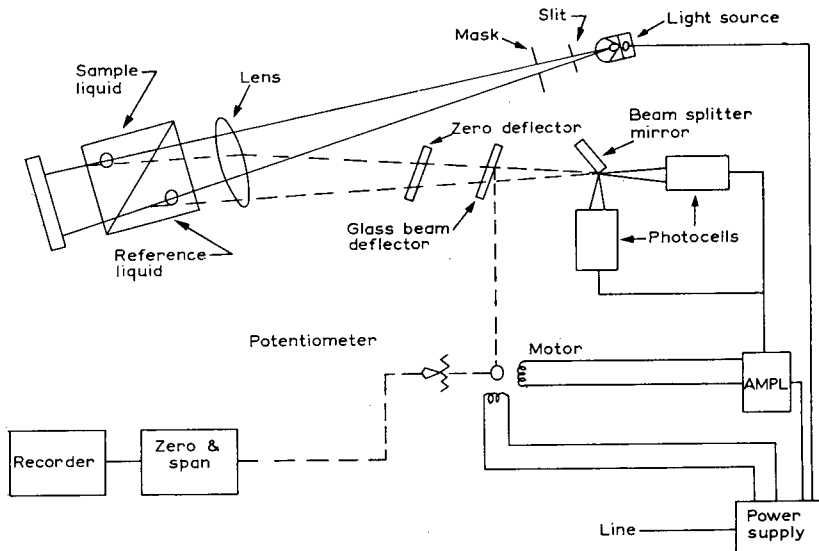 Slit
Light source
Mask
Sample
liquid
Lens
Zero deflector
Beam splitter
mirror
Glass beam
deflector
Photocells
Reference
liquid
Potentiometer
Motor
AMPL
Recorder
Zero &
span
Line
Power
supply